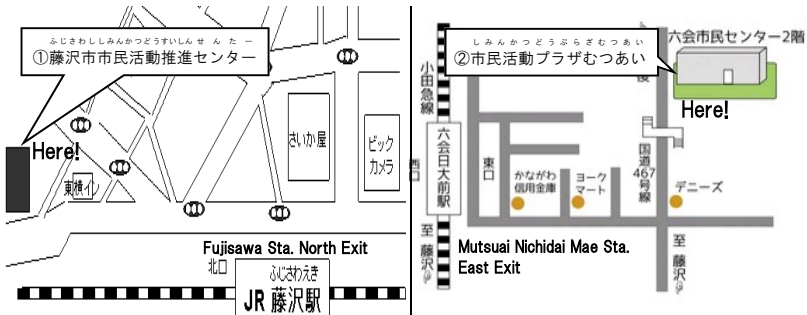 ふじさわししみんかつどうすいしんせんたー
①藤沢市市民活動推進センター
Here!
東横イン
さいか屋
ビック
カメラ
Fujisawa Sta. North Exit
北口
ふじさわえき
JR 藤沢駅
六会市民センター2階
しみんかつどうぷらざむつあい
②市民活動プラザむつあい
Here!
小田急線
六会日大前駅
西口
東口
至 藤沢
かながわ
信用金庫
ヨーク
マート
国道467号線
デニーズ
至 藤沢
Mutsuai Nichidai Mae Sta.
East Exit